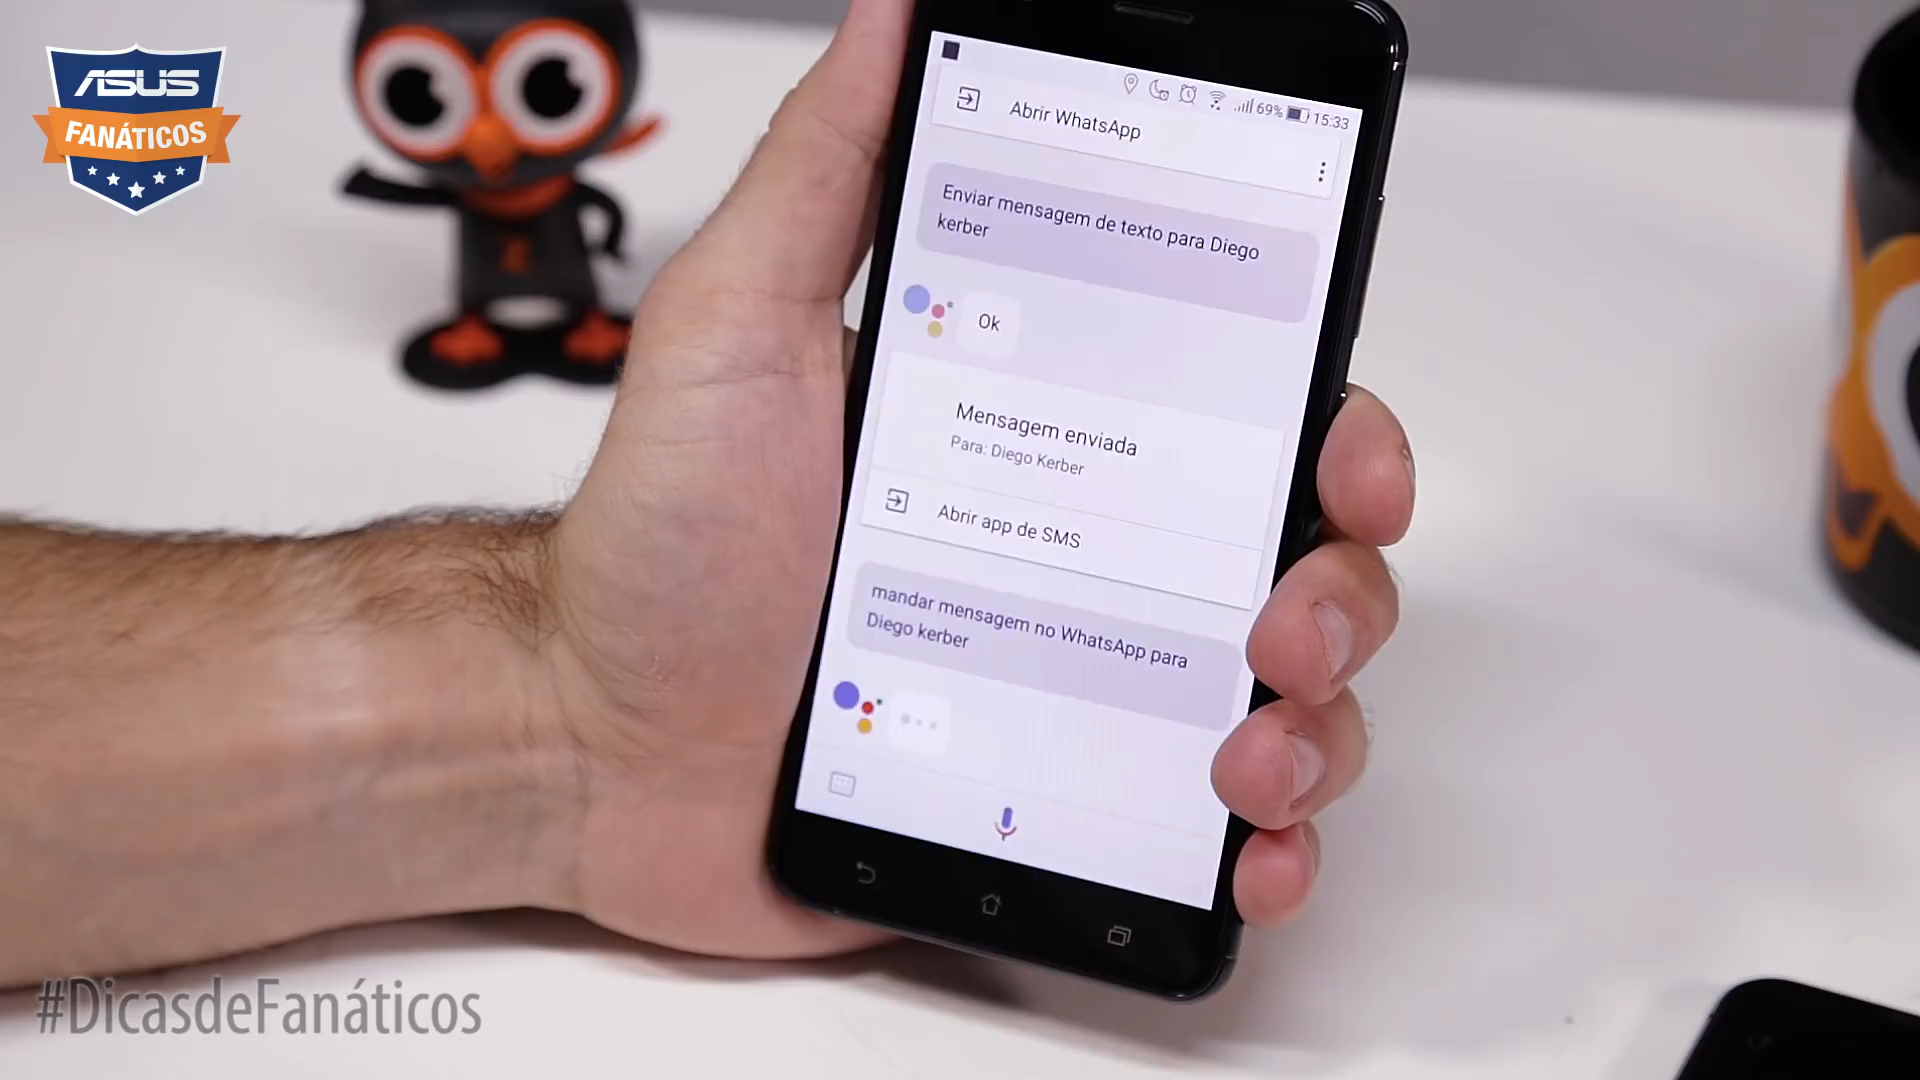 ASUS
FANÁTICOS
69% 15:33
Abrir WhatsApp
Enviar mensagem de texto para Diego
kerber
Ok
Mensagem enviada
Para: Diego Kerber
Abrir app de SMS
mandar mensagem no WhatsApp para
Diego kerber
#DicasdeFanáticos